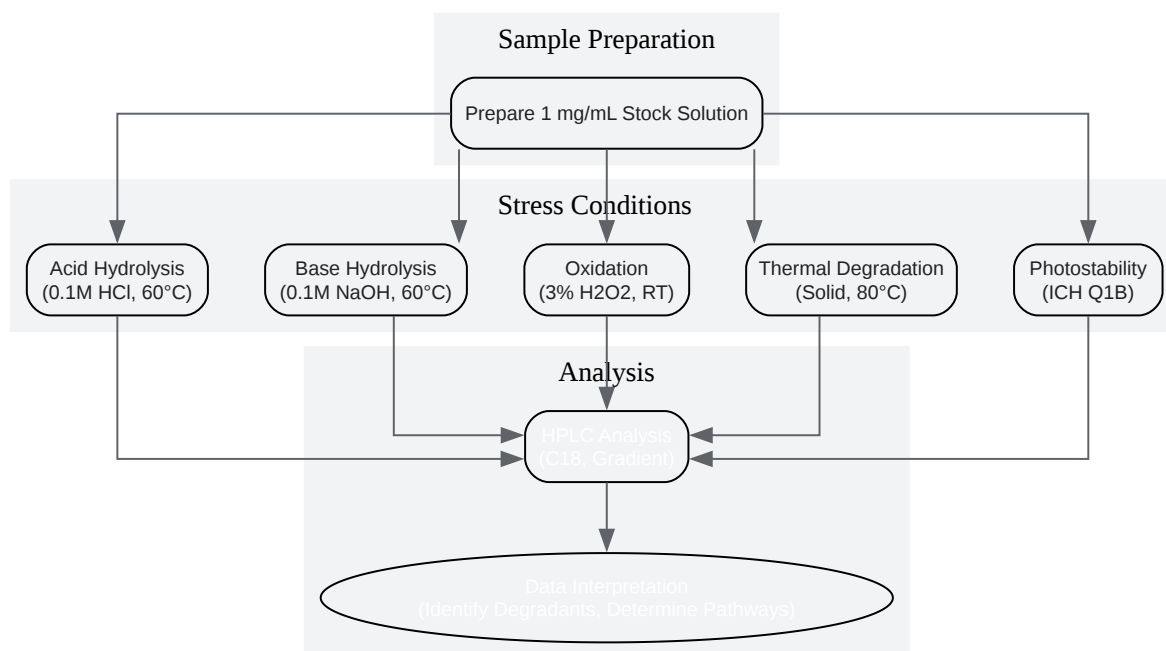 Sample Preparation
Prepare 1 mg/mL Stock Solution
Stress Conditions
Acid Hydrolysis
(0.1M HCl, 60°C)
Base Hydrolysis
(0.1M NaOH, 60°C)
Oxidation
(3% H2O2, RT)
Thermal Degradation
(Solid, 80°C)
Photostability
(ICH Q1B)
Analysis
HPLC Analysis
(C18, Gradient)
Data Interpretation
(Identify Degradants, Determine Pathways)